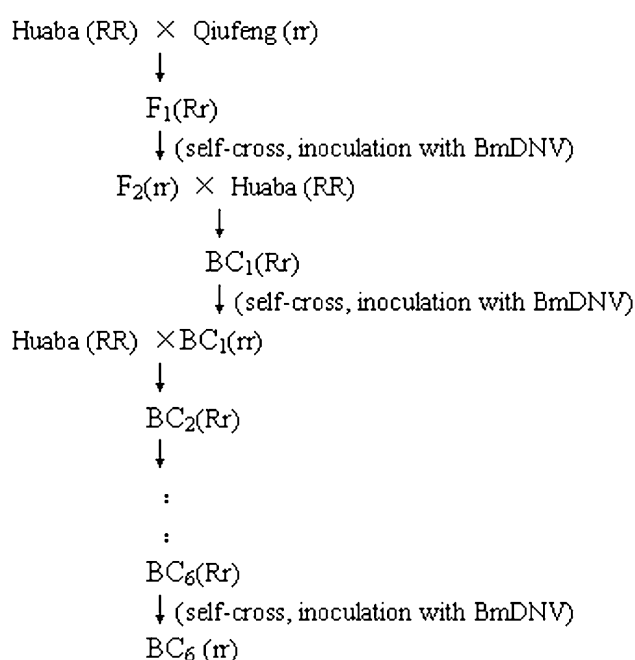 Huaba (RR) × Qiufeng (rr)
F₁(Rr)
(self-cross, inoculation with BmDNV)
F₂(rr) × Huaba (RR)
BC₁(Rr)
(self-cross, inoculation with BmDNV)
Huaba (RR) ×BC₁(rr)
BC₂(Rr)
:
:
BC₆(Rr)
(self-cross, inoculation with BmDNV)
BC₆ (rr)